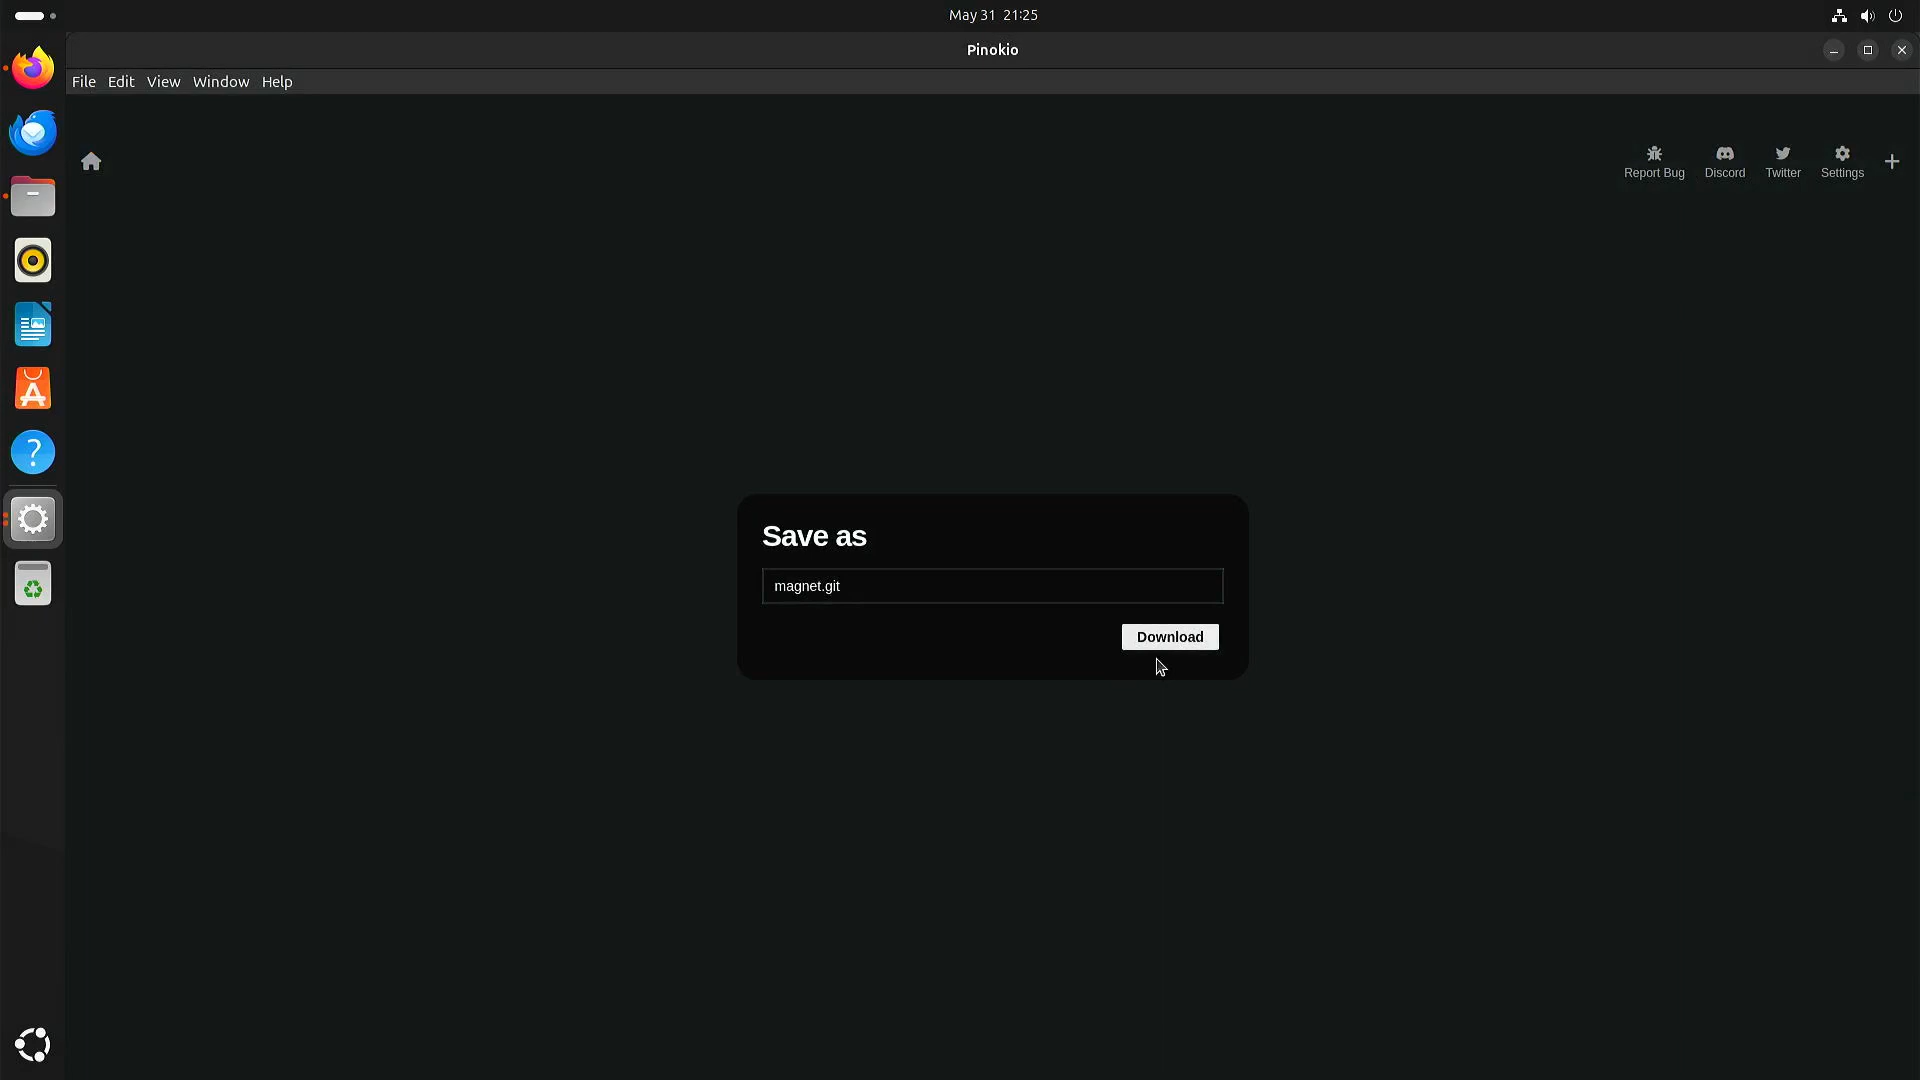 May 31 21:25
Pinokio
File Edit View Window Help
Report Bug Discord Twitter Settings
Save as
magnet.git
Download